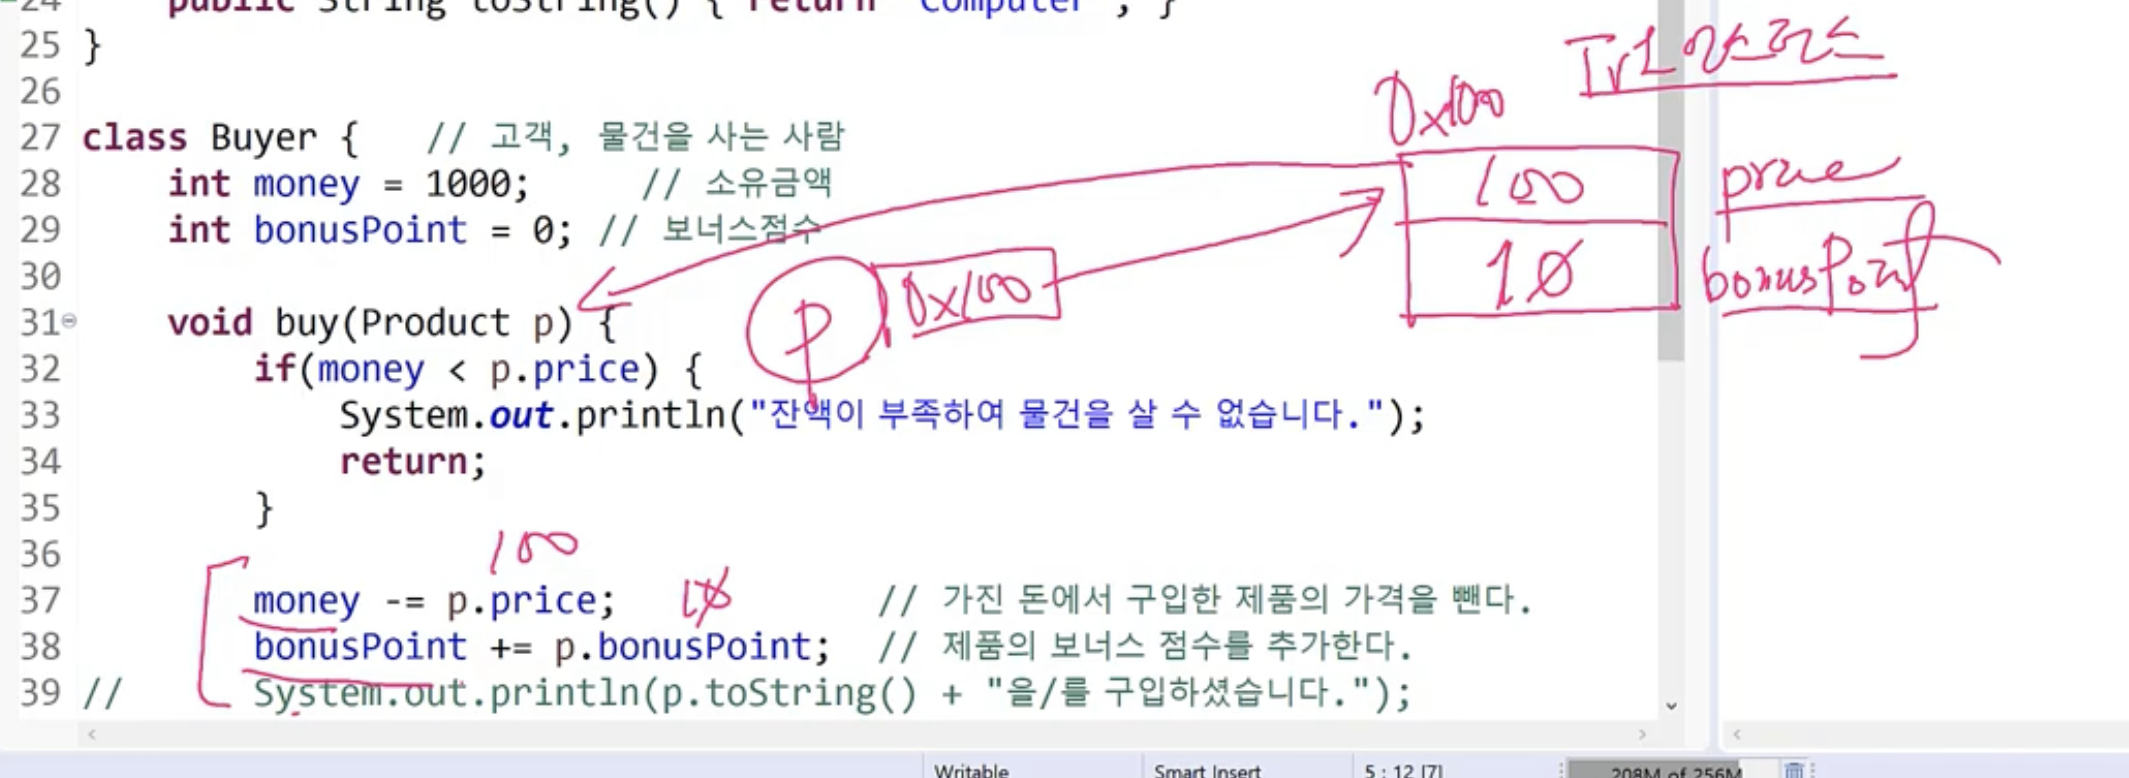 24 public String toString() { return "Computer"; }
25 }
26
Tv1 인스턴스
0x100
27 class Buyer { // 고객, 물건을 사는 사람
28 int money = 1000; // 소유금액
100 price
29 int bonusPoint = 0; // 보너스점수
30
10 bonusPoint
p 0x100
31 void buy(Product p) {
32 if(money < p.price) {
33 System.out.println("잔액이 부족하여 물건을 살 수 없습니다.");
34 return;
35 }
36
100
37 money -= p.price; // 가진 돈에서 구입한 제품의 가격을 뺀다.
10
38 bonusPoint += p.bonusPoint; // 제품의 보너스 점수를 추가한다.
39 // System.out.println(p.toString() + "을/를 구입하셨습니다.");
Writable Smart Insert 5 : 12 [7] 208M of 256M